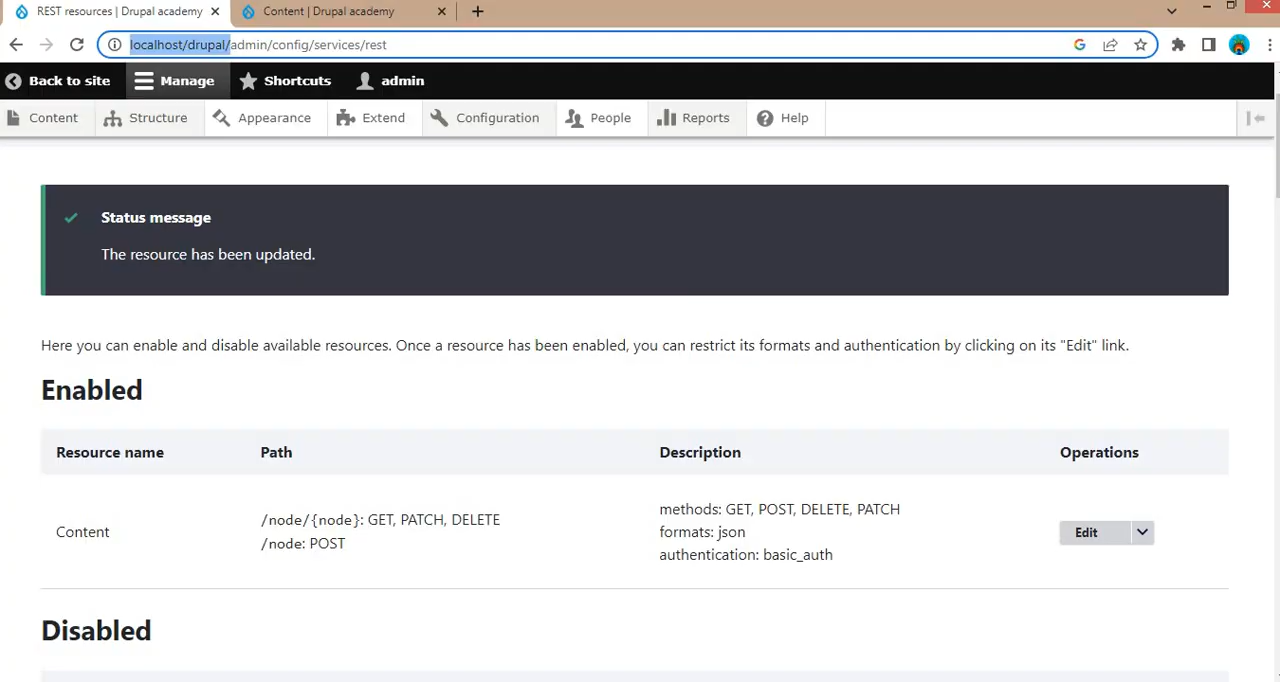 REST resources | Drupal academy
Content | Drupal academy
localhost/drupal/admin/config/services/rest
Back to site
Manage
Shortcuts
admin
Content
Structure
Appearance
Extend
Configuration
People
Reports
Help
Status message
The resource has been updated.
Here you can enable and disable available resources. Once a resource has been enabled, you can restrict its formats and authentication by clicking on its "Edit" link.
Enabled
Resource name Path Description Operations
Content
/node/{node}: GET, PATCH, DELETE
/node: POST
methods: GET, POST, DELETE, PATCH
formats: json
authentication: basic_auth
Edit
Disabled